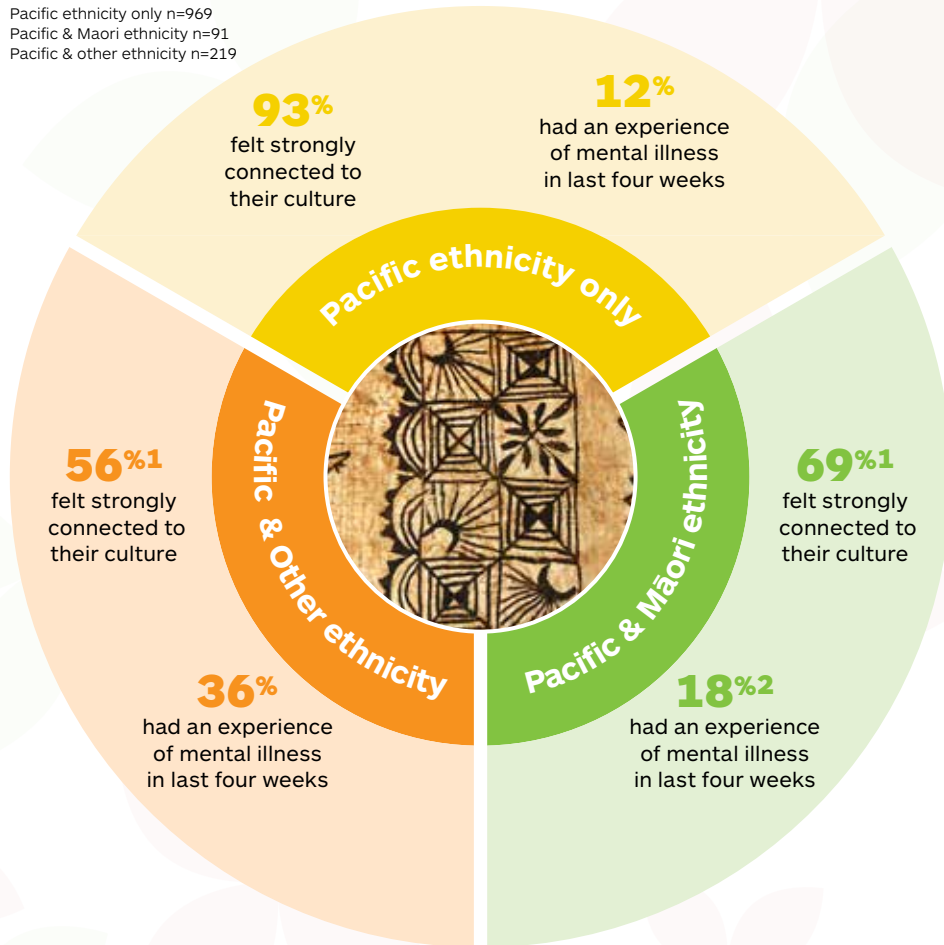 Pacific ethnicity only n=969
Pacific & Maori ethnicity n=91
Pacific & other ethnicity n=219
93%
felt strongly
connected to
their culture
12%
had an experience
of mental illness
in last four weeks
Pacific ethnicity only
56%1
felt strongly
connected to
their culture
Pacific & Other ethnicity
36%
had an experience
of mental illness
in last four weeks
69%1
felt strongly
connected to
their culture
Pacific & Māori ethnicity
18%2
had an experience
of mental illness
in last four weeks